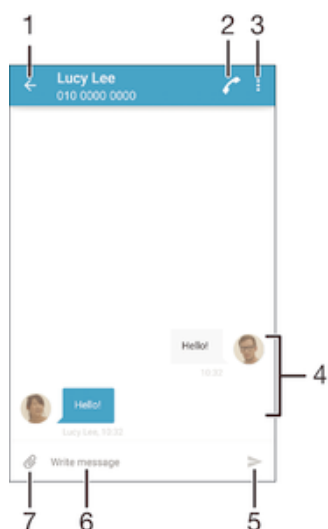 1 2 3
Lucy Lee
010 0000 0000
Hello!
10:32
4
Hello!
Lucy Lee, 10:32
Write message
7 6 5